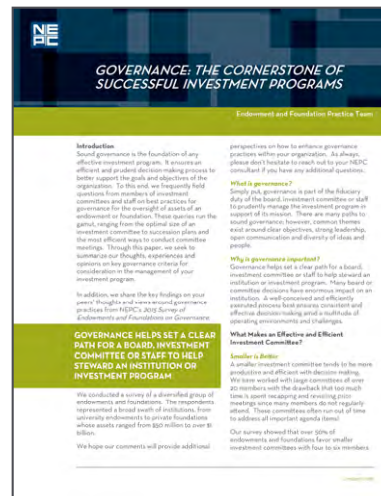 NE
PC
GOVERNANCE: THE CORNERSTONE OF
SUCCESSFUL INVESTMENT PROGRAMS
Endowment and Foundation Practice Team
Introduction
Sound governance is the foundation of any
effective investment program. It ensures an
efficient and prudent decision-making process to
better support the goals and objectives of the
organization. To this end, we frequently field
questions from members of investment
committees and staff on best practices for
governance for the oversight of assets of an
endowment or foundation. These queries run the
gamut, ranging from the optimal size of an
investment committee to succession plans and
the most efficient ways to conduct committee
meetings. Through this paper, we seek to
summarize our thoughts, experiences and
opinions on key governance criteria for
consideration in the management of your
investment program.
In addition, we share the key findings on your
peers' thoughts and views around governance
practices from NEPC's 2015 Survey of
Endowments and Foundations on Governance.
GOVERNANCE HELPS SET A CLEAR
PATH FOR A BOARD, INVESTMENT
COMMITTEE OR STAFF TO HELP
STEWARD AN INSTITUTION OR
INVESTMENT PROGRAM
We conducted a survey of a diversified group of
endowments and foundations. The respondents
represented a broad swath of institutions, from
university endowments to private foundations
whose assets ranged from $50 million to over $1
billion.
We hope our comments will provide additional
perspectives on how to enhance governance
practices within your organization. As always,
please don't hesitate to reach out to your NEPC
consultant if you have any additional questions.
What is governance?
Simply put, governance is part of the fiduciary
duty of the board, investment committee or staff
to prudently manage the investment program in
support of its mission. There are many paths to
sound governance; however, common themes
exist around clear objectives, strong leadership,
open communication and diversity of ideas and
people.
Why is governance important?
Governance helps set a clear path for a board,
investment committee or staff to help steward an
institution or investment program. Many board or
committee decisions have enormous impact on an
institution. A well-conceived and efficiently
executed process best ensures consistent and
effective decision-making amid a multitude of
operating environments and challenges.
What Makes an Effective and Efficient
Investment Committee?
Smaller is Better
A smaller investment committee tends to be more
productive and efficient with decision making.
We have worked with large committees of over
20 members with the drawback that too much
time is spent recapping and revisiting prior
meetings since many members do not regularly
attend. These committees often run out of time
to address all important agenda items!
Our survey showed that over 50% of
endowments and foundations favor smaller
investment committees with four to six members